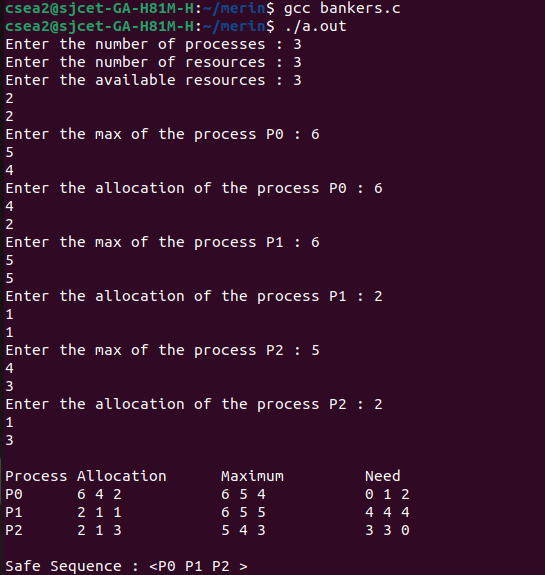 csea2@sjcet-GA-H81M-H:~/merin$ gcc bankers.c
csea2@sjcet-GA-H81M-H:~/merin$ ./a.out
Enter the number of processes : 3
Enter the number of resources : 3
Enter the available resources : 3
2
2
Enter the max of the process P0 : 6
5
4
Enter the allocation of the process P0 : 6
4
2
Enter the max of the process P1 : 6
5
5
Enter the allocation of the process P1 : 2
1
1
Enter the max of the process P2 : 5
4
3
Enter the allocation of the process P2 : 2
1
3
Process Allocation Maximum Need
P0 6 4 2 6 5 4 0 1 2
P1 2 1 1 6 5 5 4 4 4
P2 2 1 3 5 4 3 3 3 0
Safe Sequence : <P0 P1 P2 >